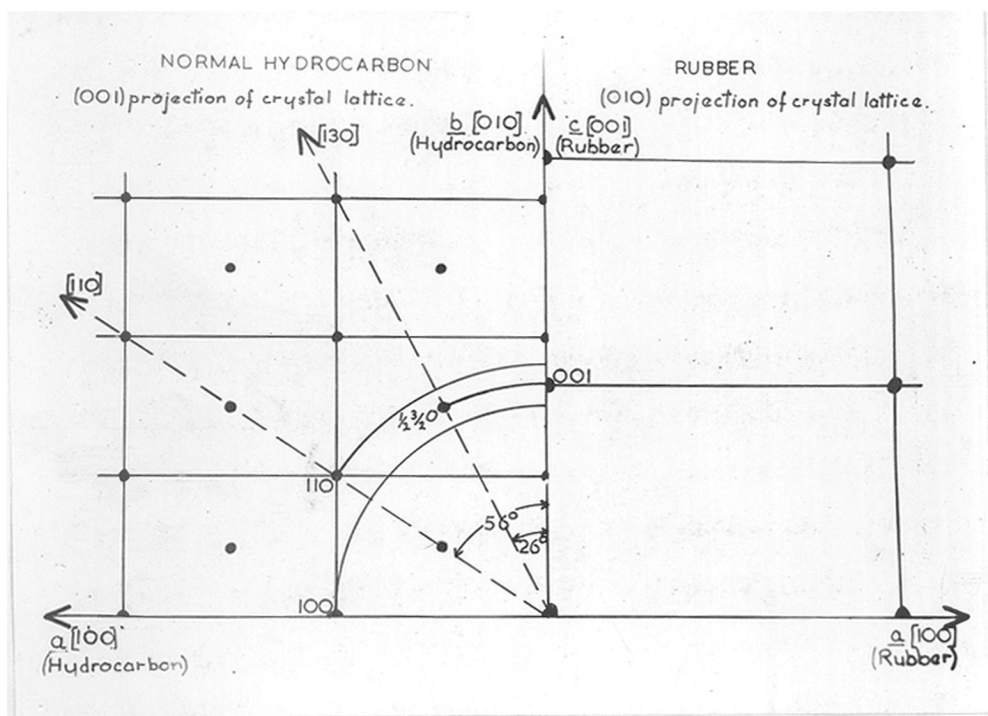 NORMAL HYDROCARBON
(001) projection of crystal lattice.
RUBBER
(010) projection of crystal lattice.
[130]
b [010]
(Hydrocarbon)
c [001]
(Rubber)
[110]
001
½ 3/2 0
110
56°
26°
100
a [100]
(Hydrocarbon)
a [100]
(Rubber)